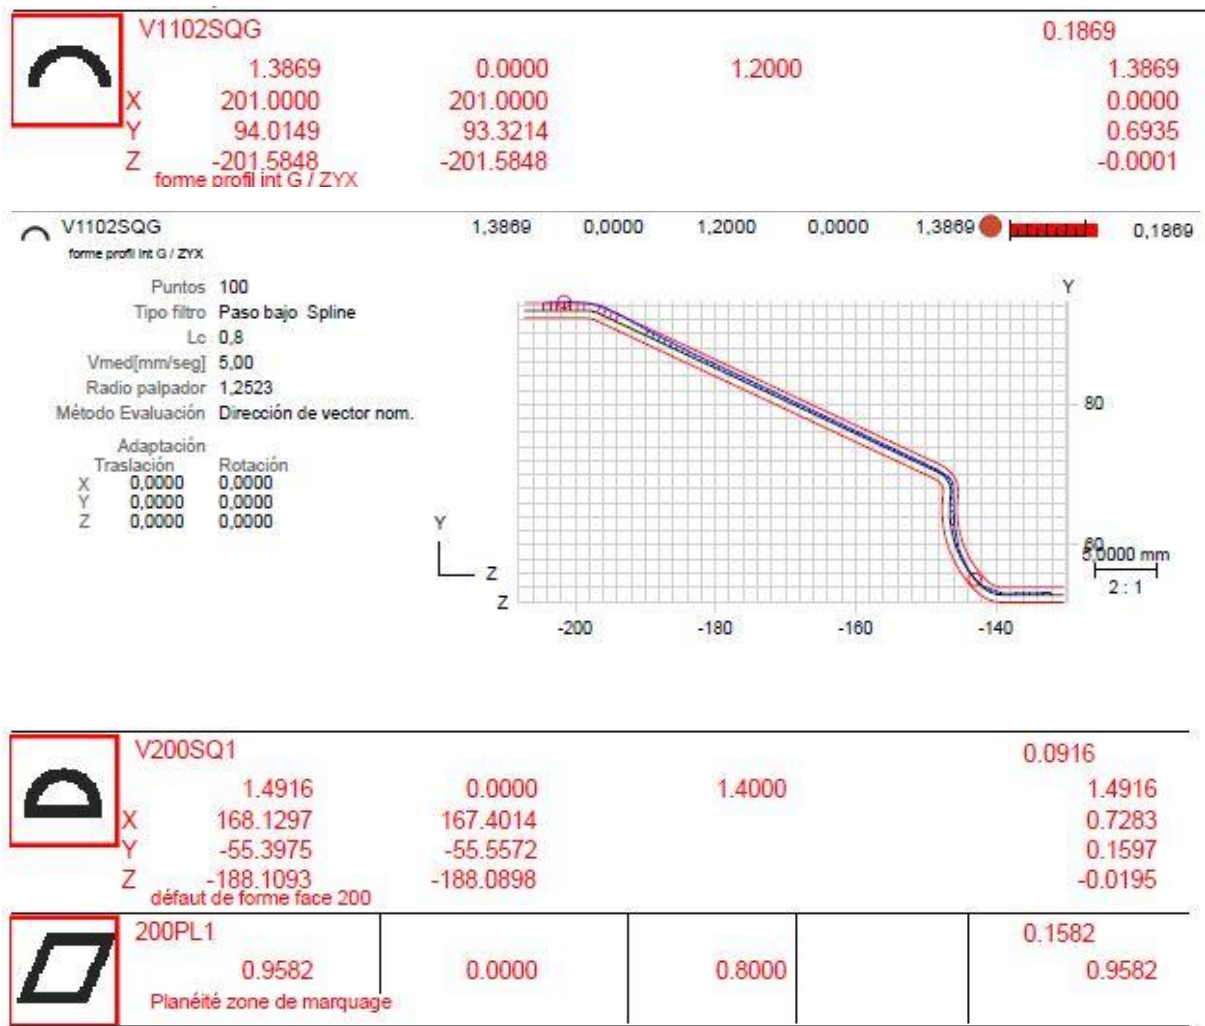 V1102SQG 0.1869
1.3869 0.0000 1.2000 1.3869
X 201.0000 201.0000 0.0000
Y 94.0149 93.3214 0.6935
Z -201.5848 -201.5848 -0.0001
forme profil int G / ZYX
V1102SQG 1,3869 0,0000 1,2000 0,0000 1,3869 0,1869
forme profil int G / ZYX
Puntos 100
Tipo filtro Paso bajo Spline
Lc 0,8
Vmed[mm/seg] 5,00
Radio palpador 1,2523
Método Evaluación Dirección de vector nom.
Adaptación
Traslación Rotación
X 0,0000 0,0000
Y 0,0000 0,0000
Z 0,0000 0,0000
Y
Z
Y
80
60
5,0000 mm
2 : 1
Z
-200 -180 -160 -140
V200SQ1 0.0916
1.4916 0.0000 1.4000 1.4916
X 168.1297 167.4014 0.7283
Y -55.3975 -55.5572 0.1597
Z -188.1093 -188.0898 -0.0195
défaut de forme face 200
200PL1 0.1582
0.9582 0.0000 0.8000 0.9582
Planéité zone de marquage